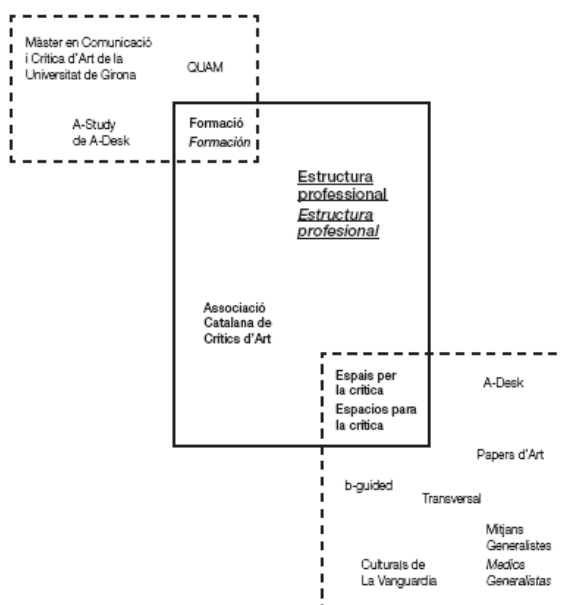 Màster en Comunicació
i Crítica d'Art de la
Universitat de Girona
QUAM
A-Study
de A-Desk
Formació
Formación
Estructura
professional
Estructura
profesional
Associació
Catalana de
Crítics d'Art
Espais per
la crítica
Espacios para
la crítica
A-Desk
Papers d'Art
b-guided
Transversal
Mitjans
Generalistes
Medios
Generalistas
Culturals de
La Vanguardia